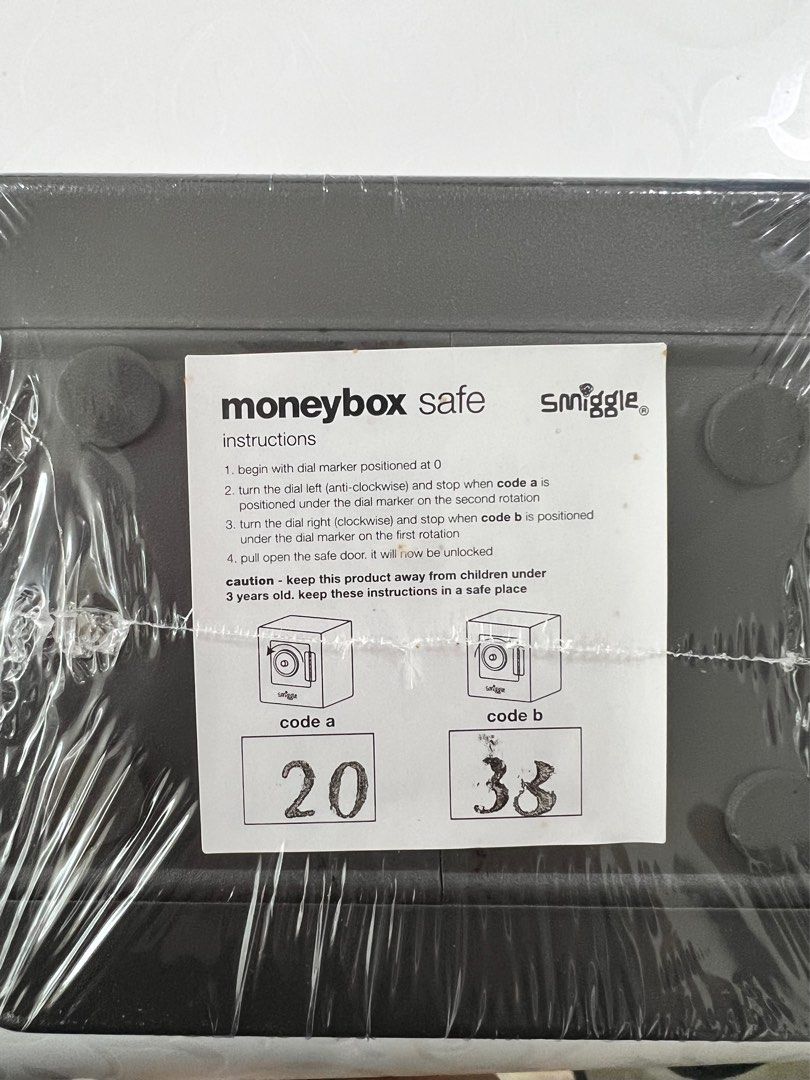 moneybox safe smiggle®
instructions
1. begin with dial marker positioned at 0
2. turn the dial left (anti-clockwise) and stop when code a is
positioned under the dial marker on the second rotation
3. turn the dial right (clockwise) and stop when code b is positioned
under the dial marker on the first rotation
4. pull open the safe door. it will now be unlocked
caution - keep this product away from children under
3 years old. keep these instructions in a safe place
smiggle smiggle
code a code b
20 38